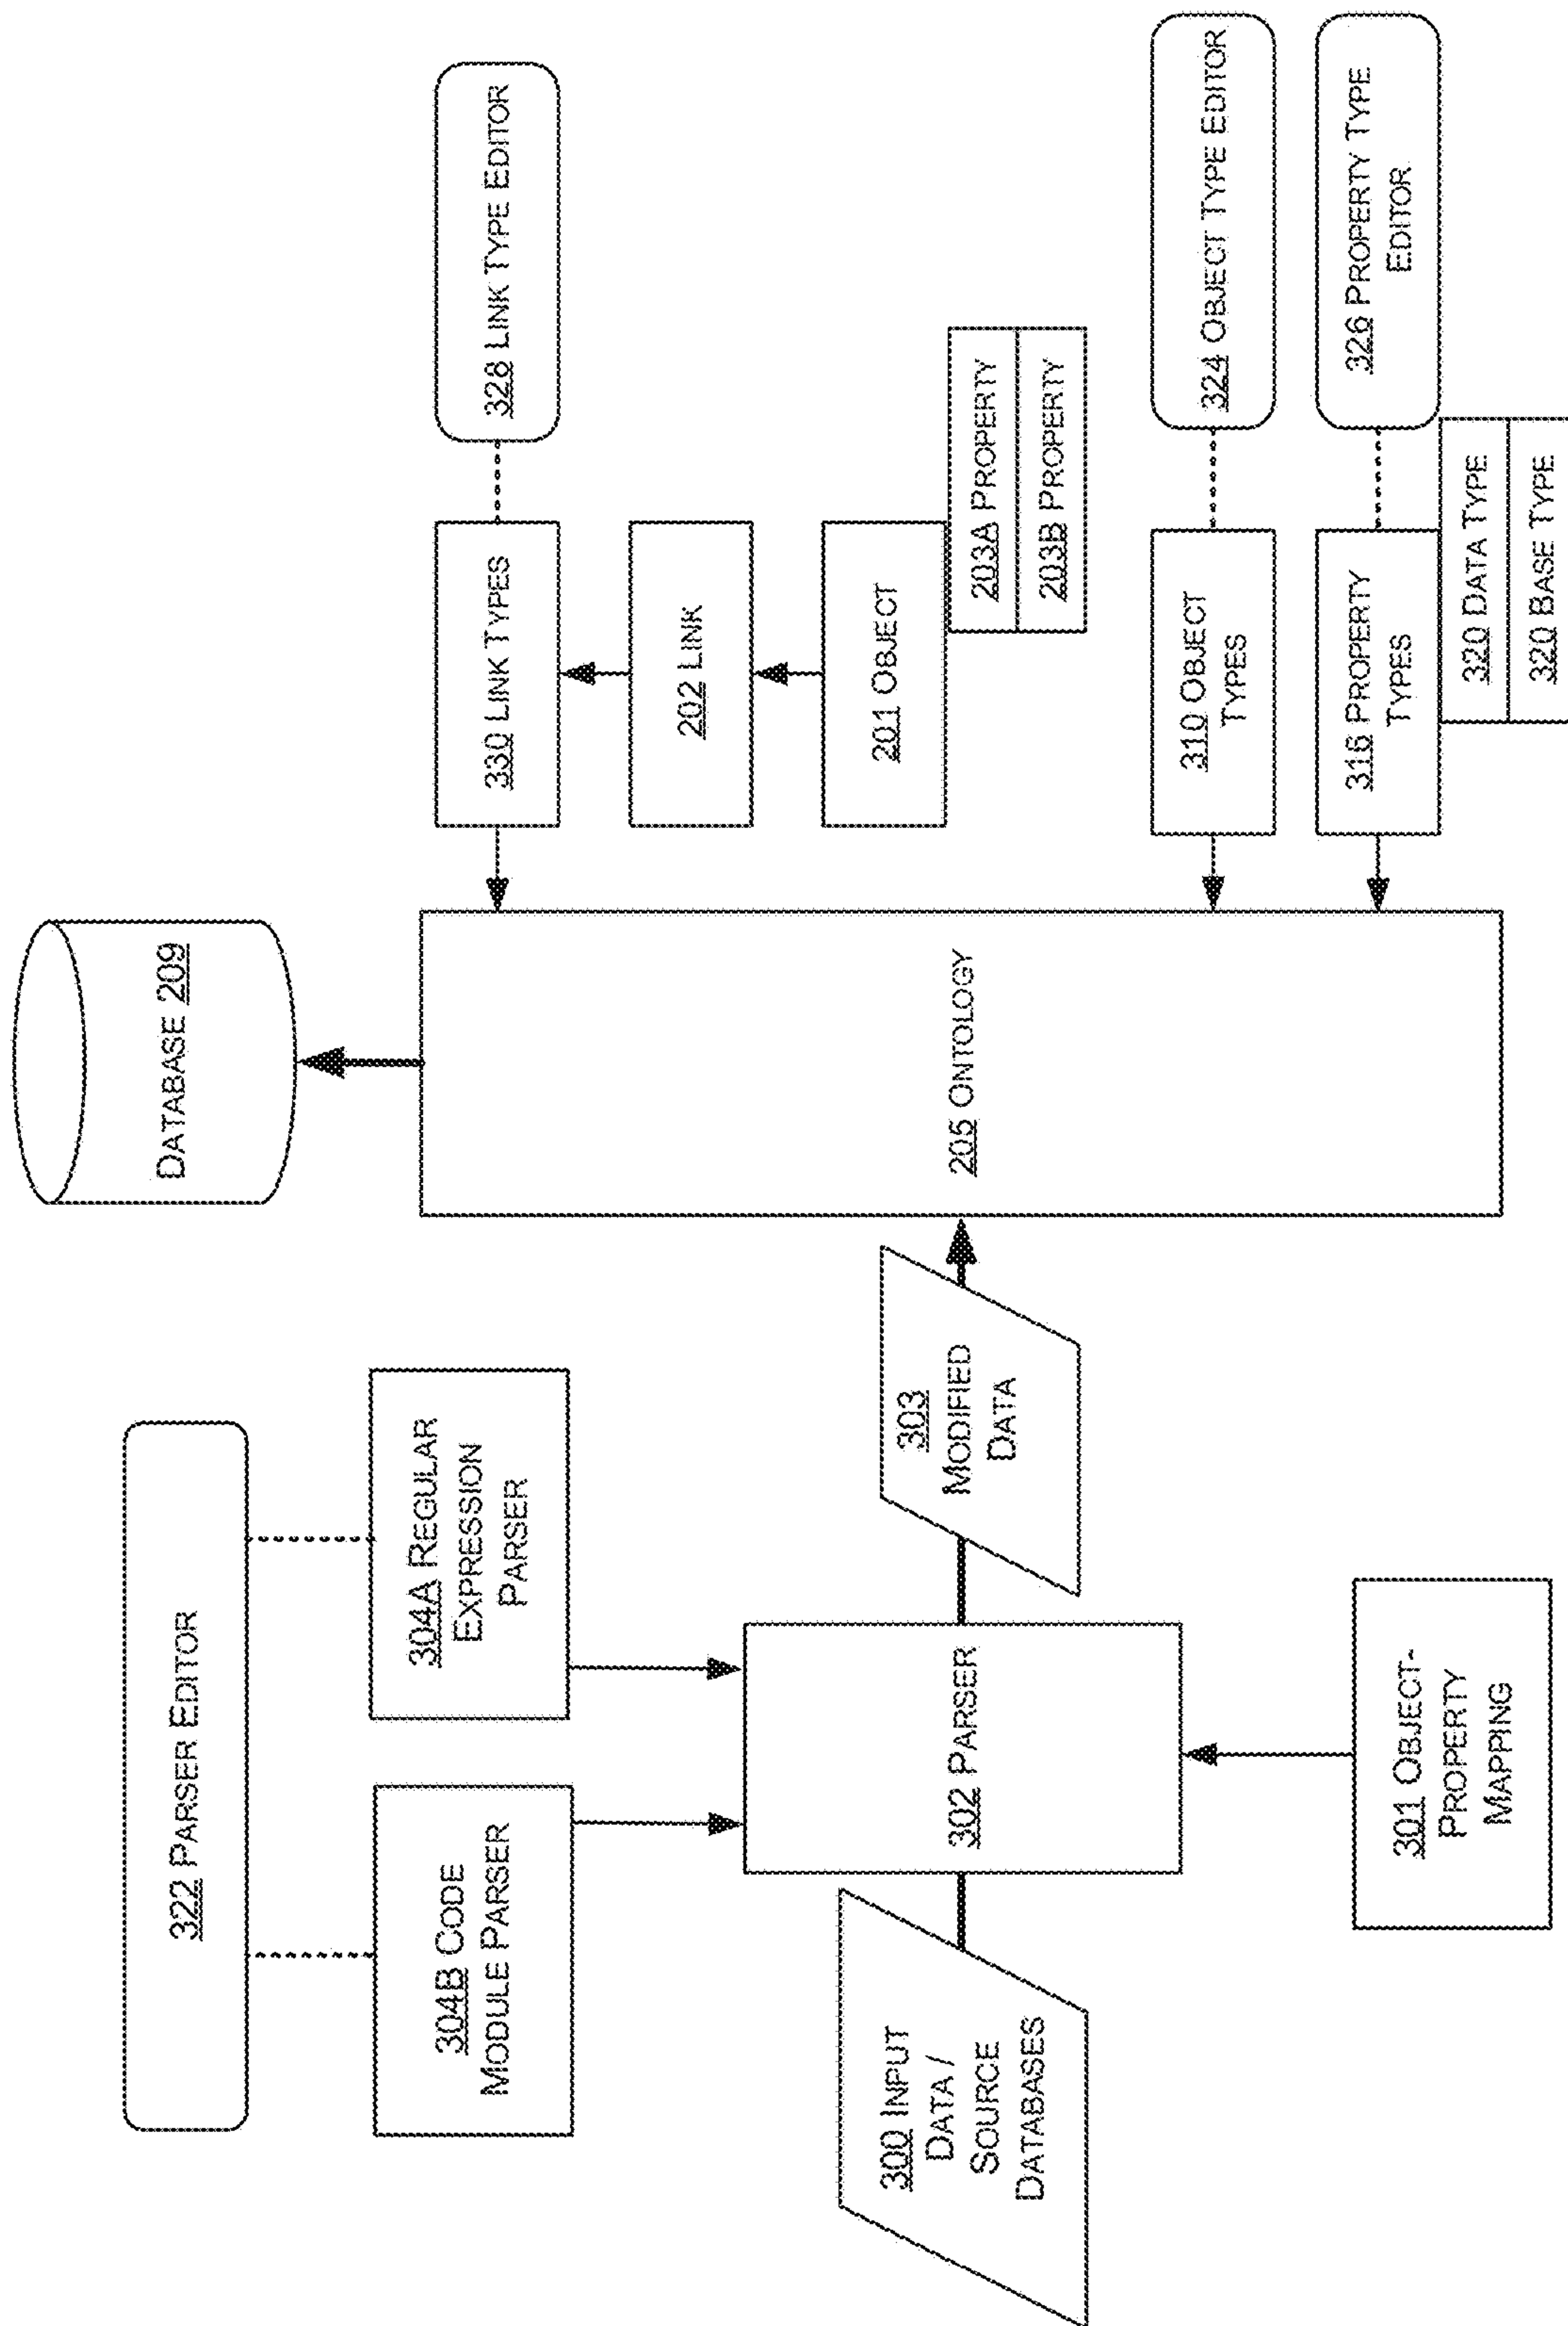 322 PARSER EDITOR
304B CODE
MODULE PARSER
304A REGULAR
EXPRESSION
PARSER
300 INPUT
DATA /
SOURCE
DATABASES
302 PARSER
303
MODIFIED
DATA
301 OBJECT-
PROPERTY
MAPPING
DATABASE 209
205 ONTOLOGY
330 LINK TYPES
328 LINK TYPE EDITOR
202 LINK
201 OBJECT
203A PROPERTY
203B PROPERTY
310 OBJECT
TYPES
324 OBJECT TYPE EDITOR
316 PROPERTY
TYPES
326 PROPERTY TYPE
EDITOR
320 DATA TYPE
320 BASE TYPE